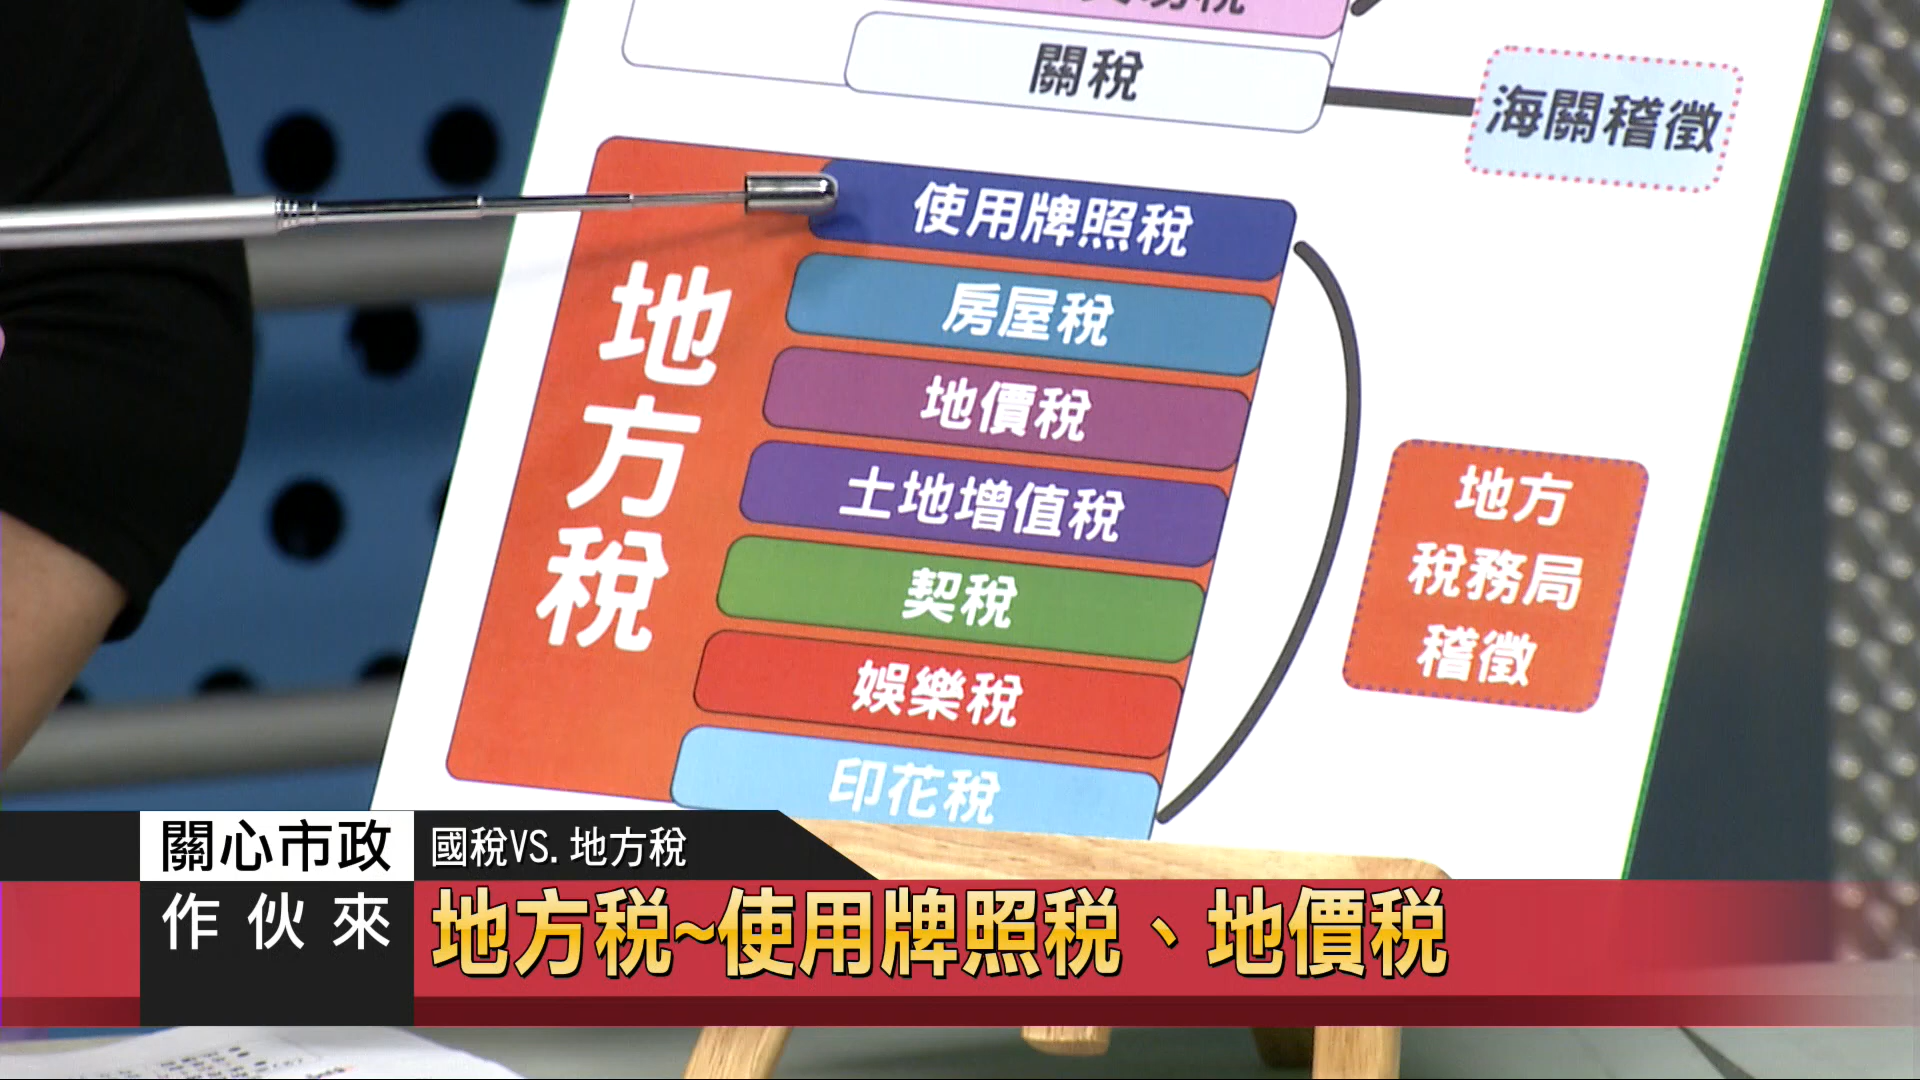 關稅
海關稽徵
地方稅
使用牌照稅
房屋稅
地價稅
土地增值稅
契稅
娛樂稅
印花稅
地方
稅務局
稽徵
關心市政
作伙來
國稅VS.地方稅
地方稅~使用牌照稅、地價稅